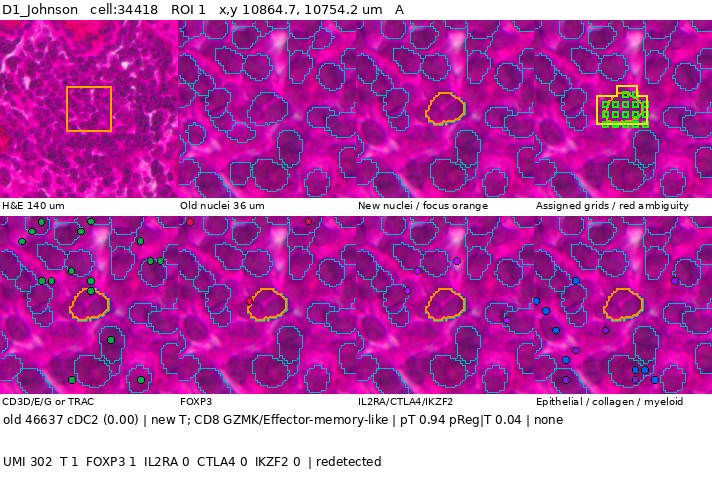 D1_Johnson cell:34418 ROI 1 x,y 10864.7, 10754.2 um A
H&E 140 um
Old nuclei 36 um
New nuclei / focus orange
Assigned grids / red ambiguity
CD3D/E/G or TRAC
FOXP3
IL2RA/CTLA4/IKZF2
Epithelial / collagen / myeloid
old 46637 cDC2 (0.00) | new T; CD8 GZMK/Effector-memory-like | pT 0.94 pReg|T 0.04 | none
UMI 302 T 1 FOXP3 1 IL2RA 0 CTLA4 0 IKZF2 0 | redetected